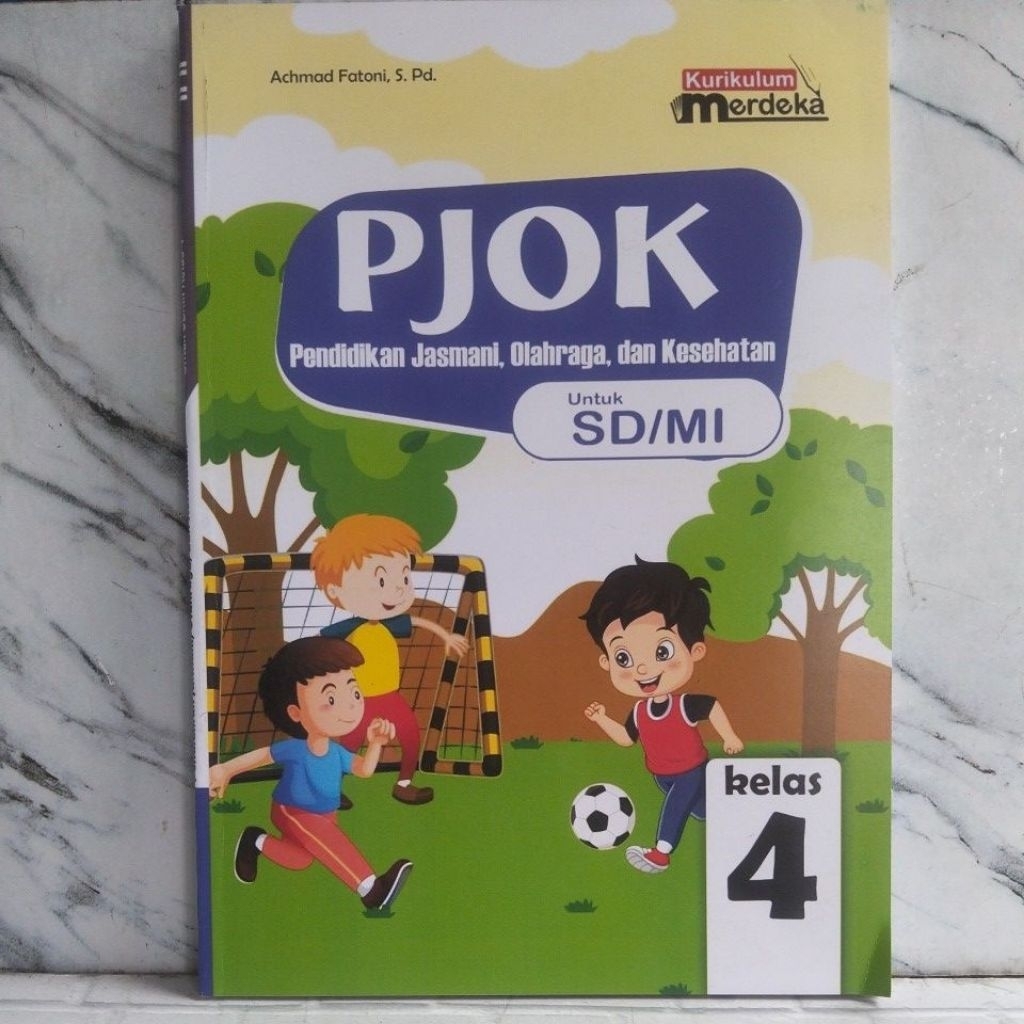 Achmad Fatoni, S. Pd.
Kurikulum
merdeka
PJOK
Pendidikan Jasmani, Olahraga, dan Kesehatan
Untuk
SD/MI
kelas
4